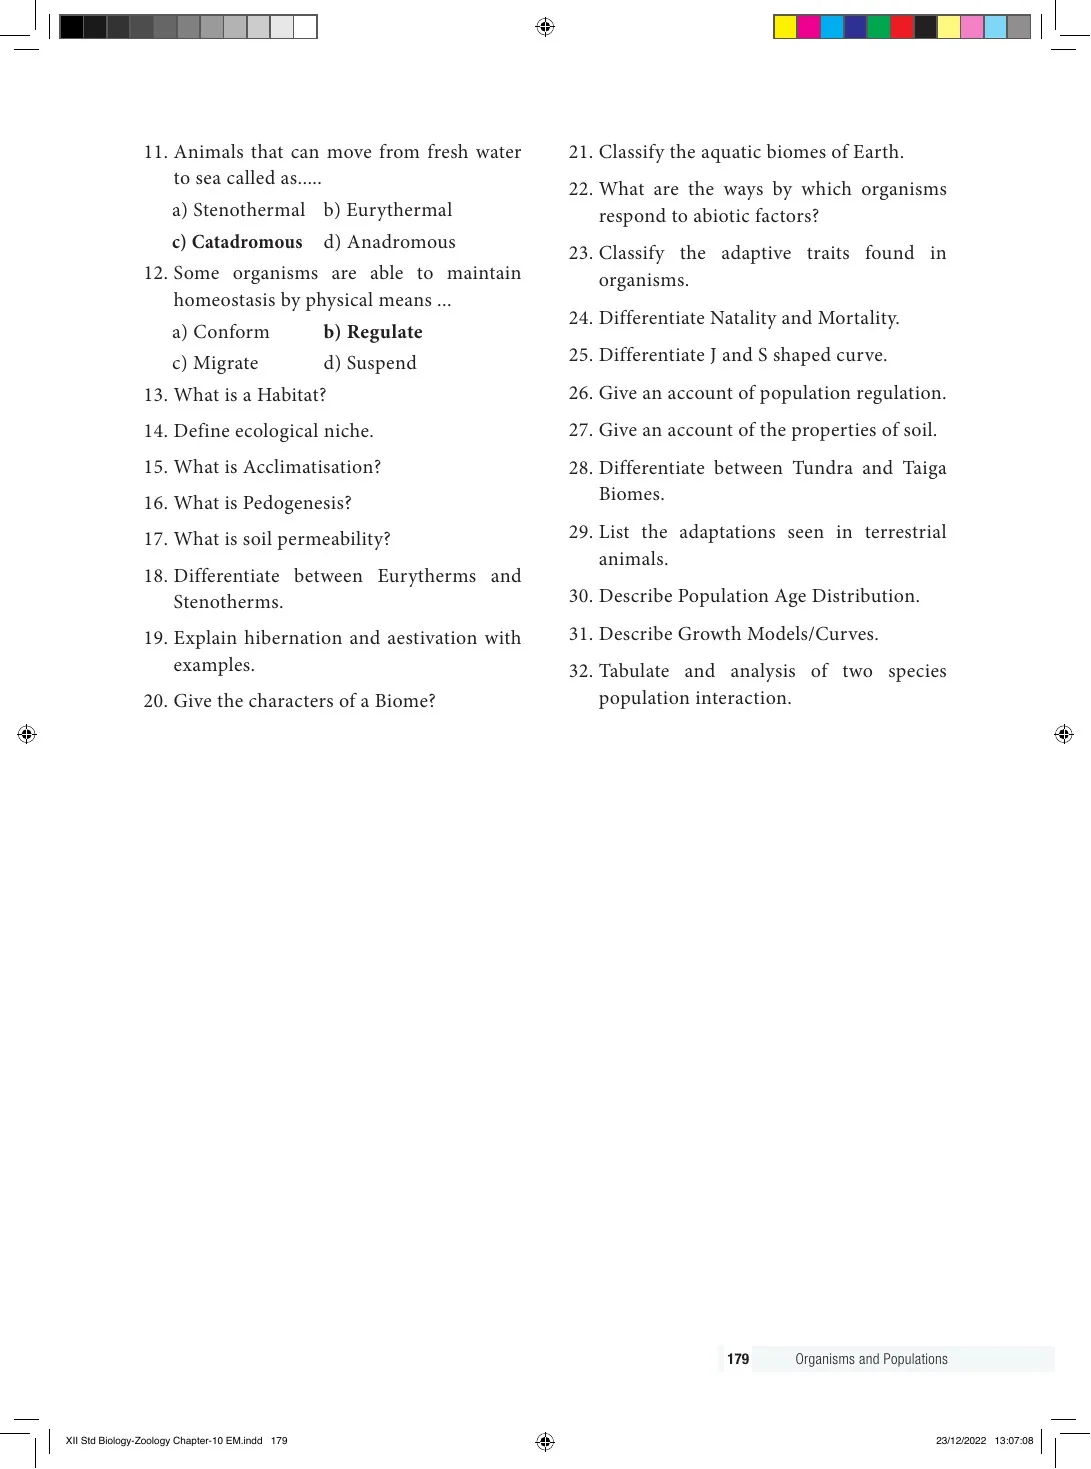 11. Animals that can move from fresh water
to sea called as.....
a) Stenothermal b) Eurythermal
c) Catadromous d) Anadromous
12. Some organisms are able to maintain
homeostasis by physical means ...
a) Conform b) Regulate
c) Migrate d) Suspend
13. What is a Habitat?
14. Define ecological niche.
15. What is Acclimatisation?
16. What is Pedogenesis?
17. What is soil permeability?
18. Differentiate between Eurytherms and
Stenotherms.
19. Explain hibernation and aestivation with
examples.
20. Give the characters of a Biome?
21. Classify the aquatic biomes of Earth.
22. What are the ways by which organisms
respond to abiotic factors?
23. Classify the adaptive traits found in
organisms.
24. Differentiate Natality and Mortality.
25. Differentiate J and S shaped curve.
26. Give an account of population regulation.
27. Give an account of the properties of soil.
28. Differentiate between Tundra and Taiga
Biomes.
29. List the adaptations seen in terrestrial
animals.
30. Describe Population Age Distribution.
31. Describe Growth Models/Curves.
32. Tabulate and analysis of two species
population interaction.
179 Organisms and Populations
XII Std Biology-Zoology Chapter-10 EM.indd 179 23/12/2022 13:07:08